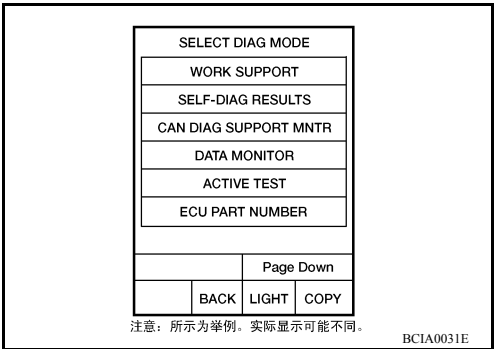 SELECT DIAG MODE
WORK SUPPORT
SELF-DIAG RESULTS
CAN DIAG SUPPORT MNTR
DATA MONITOR
ACTIVE TEST
ECU PART NUMBER
Page Down
BACK LIGHT COPY
注意：所示为举例。实际显示可能不同。
BCIA0031E